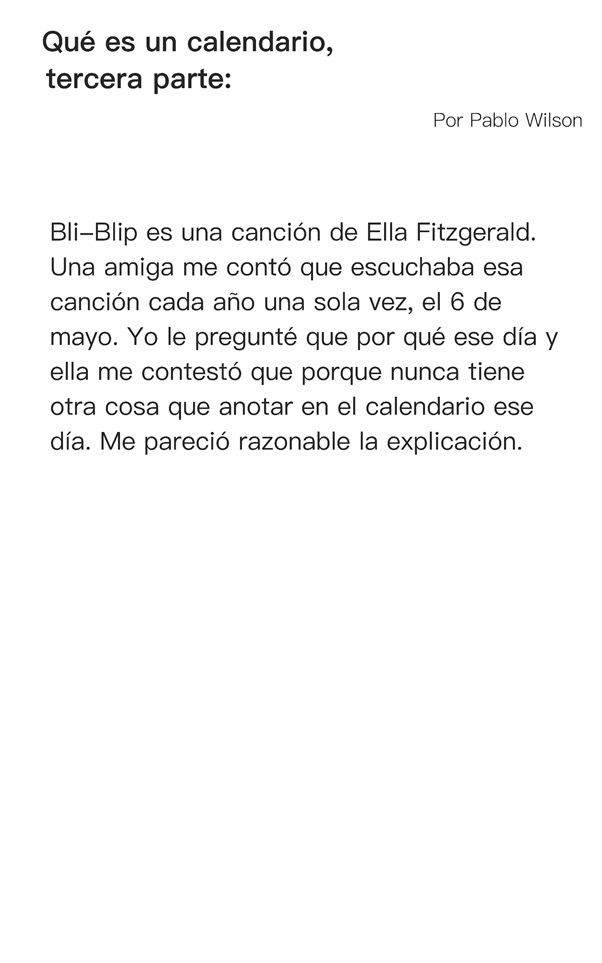 Qué es un calendario,
tercera parte:
Por Pablo Wilson
Bli–Blip es una canción de Ella Fitzgerald.
Una amiga me contó que escuchaba esa
canción cada año una sola vez, el 6 de
mayo. Yo le pregunté que por qué ese día y
ella me contestó que porque nunca tiene
otra cosa que anotar en el calendario ese
día. Me pareció razonable la explicación.